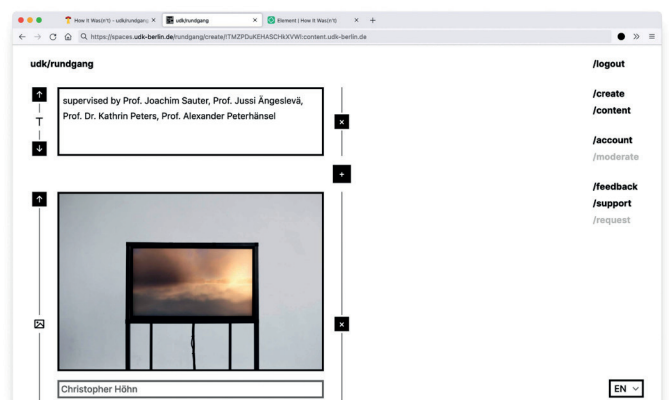 How It Was(n't) – udk/rundgang
udk/rundgang
Element | How It Was(n't)
https://spaces.udk-berlin.de/rundgang/create/
content.udk-berlin.de
udk/rundgang
/logout
supervised by Prof. Joachim Sauter, Prof. Jussi Ängeslevä,
Prof. Dr. Kathrin Peters, Prof. Alexander Peterhänsel
T
/create
/content
/account
/moderate
/feedback
/support
/request
Christopher Höhn
EN